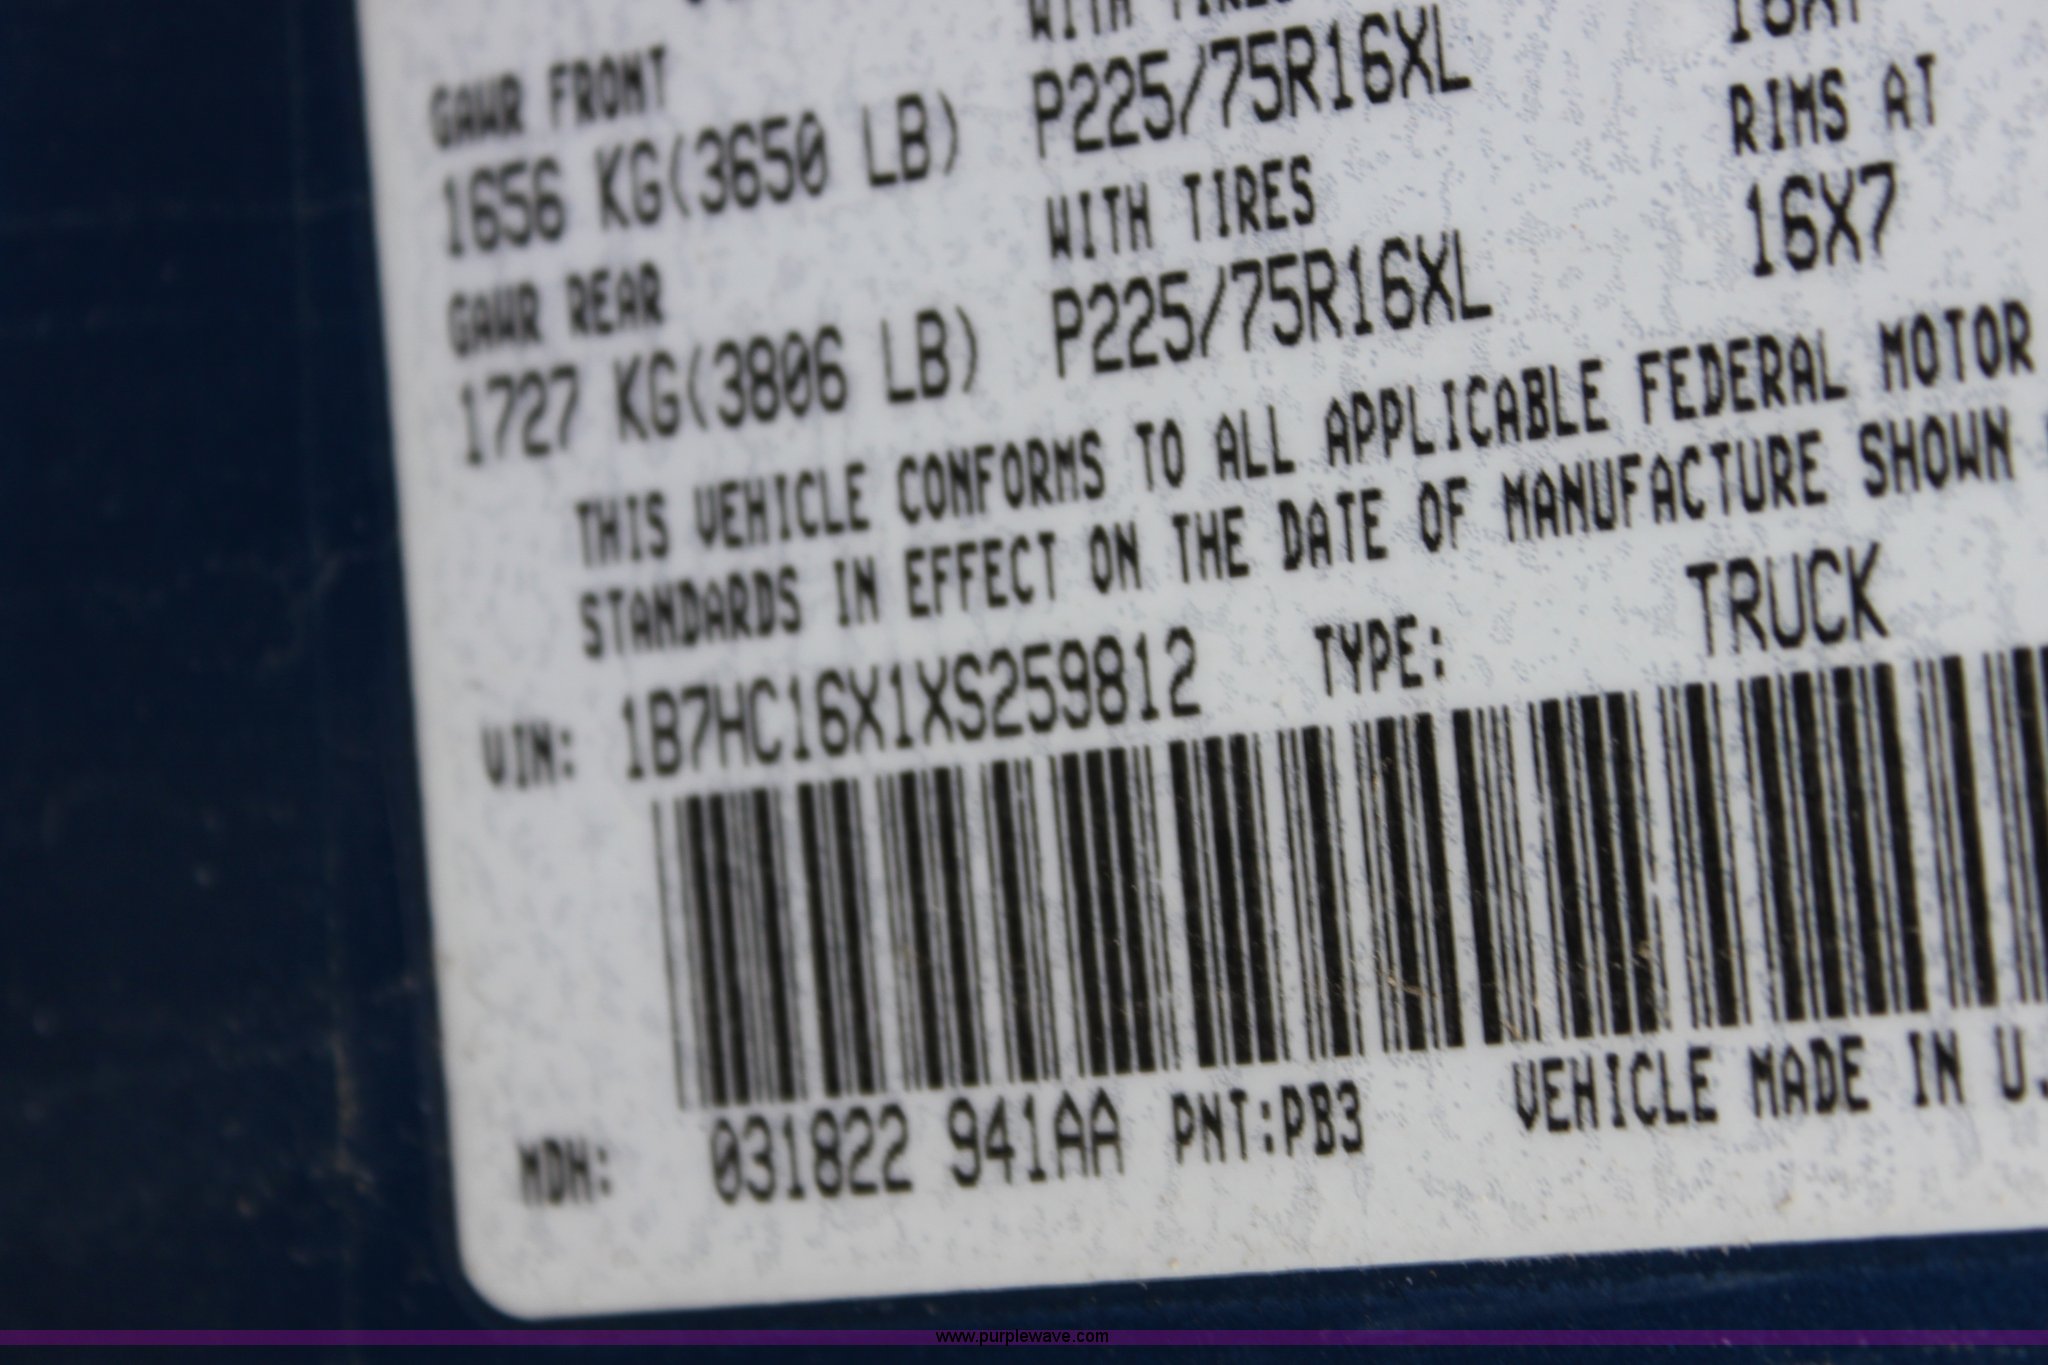 WITH TIRES
GAWR FRONT
1656 KG(3650 LB) P225/75R16XL
RIMS AT
WITH TIRES
16X7
GAWR REAR
1727 KG(3806 LB) P225/75R16XL
THIS VEHICLE CONFORMS TO ALL APPLICABLE FEDERAL MOTOR
STANDARDS IN EFFECT ON THE DATE OF MANUFACTURE SHOWN
VIN: 1B7HC16X1XS259812 TYPE: TRUCK
MDH: 031822 941AA PNT:PB3 VEHICLE MADE IN U.
www.purplewave.com